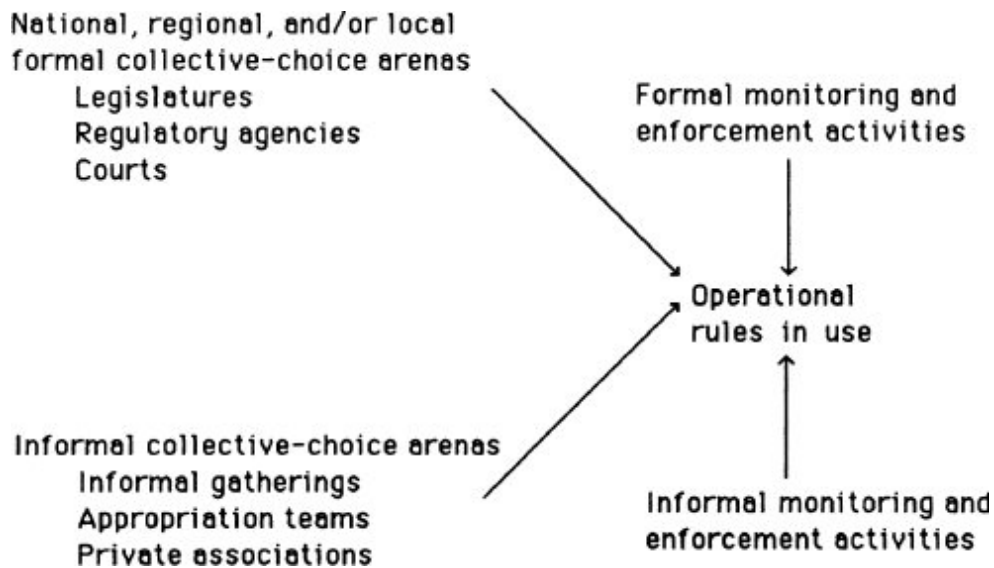 National, regional, and/or local
formal collective-choice arenas
Legislatures
Regulatory agencies
Courts
Formal monitoring and
enforcement activities
Operational
rules in use
Informal collective-choice arenas
Informal gatherings
Appropriation teams
Private associations
Informal monitoring and
enforcement activities